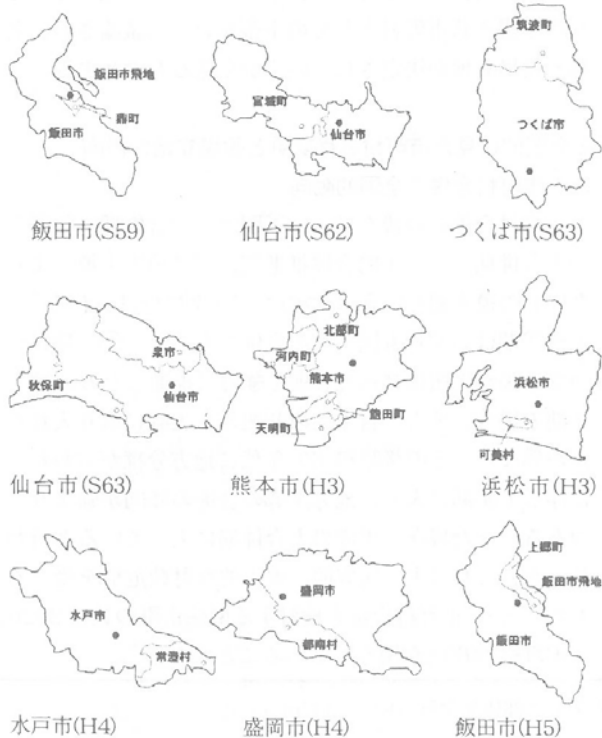 飯田市飛地
鼎町
飯田市
飯田市(S59)
宮城町
仙台市
仙台市(S62)
筑波町
つくば市
つくば市(S63)
泉市
秋保町
仙台市
仙台市(S63)
北部町
河内町
熊本市
飽田町
天明町
熊本市(H3)
浜松市
可美村
浜松市(H3)
水戸市
常澄村
水戸市(H4)
盛岡市
都南村
盛岡市(H4)
上郷町
飯田市飛地
飯田市
飯田市(H5)